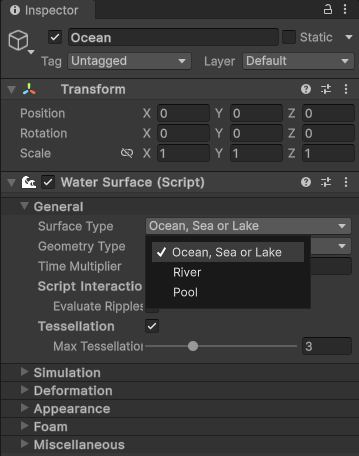 Inspector
Ocean Static
Tag Untagged Layer Default
Transform
Position X 0 Y 0 Z 0
Rotation X 0 Y 0 Z 0
Scale X 1 Y 1 Z 1
Water Surface (Script)
General
Surface Type Ocean, Sea or Lake
Geometry Type
Ocean, Sea or Lake
Time Multiplier
River
Script Interactio
Pool
Evaluate Ripples
Tessellation
Max Tessellation 3
Simulation
Deformation
Appearance
Foam
Miscellaneous